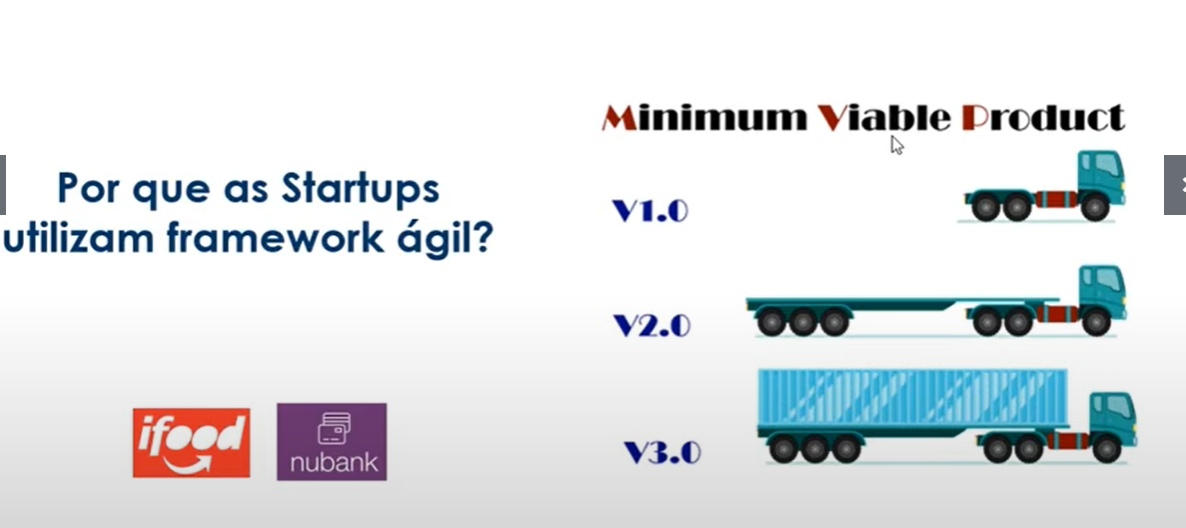 Por que as Startups
utilizam framework ágil?
ifood
nubank
Minimum Viable Product
V1.0
V2.0
V3.0